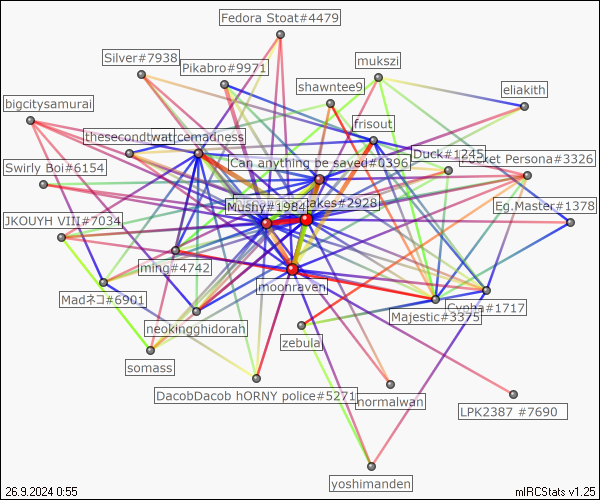 Fedora Stoat#4479
Silver#7938
mukszi
Pikabro#9971
shawntee9
eliakith
bigcitysamurai
frisout
thesecondtwat
rcemadness
Duck#1245
Can anything be saved#0396
Pocket Persona#3326
Swirly Boi#6154
Mushy#1984
akes#2928
Eg.Master#1378
JKOUYH VIII#7034
ming#4742
moonraven
Madネコ#6901
Cynha#1717
Majestic#3375
neokingghidorah
zebulal
somass
DacobDacob hORNY police#5271
normalwan
LPK2387 #7690
yoshimanden
26.9.2024 0:55
mIRCStats v1.25